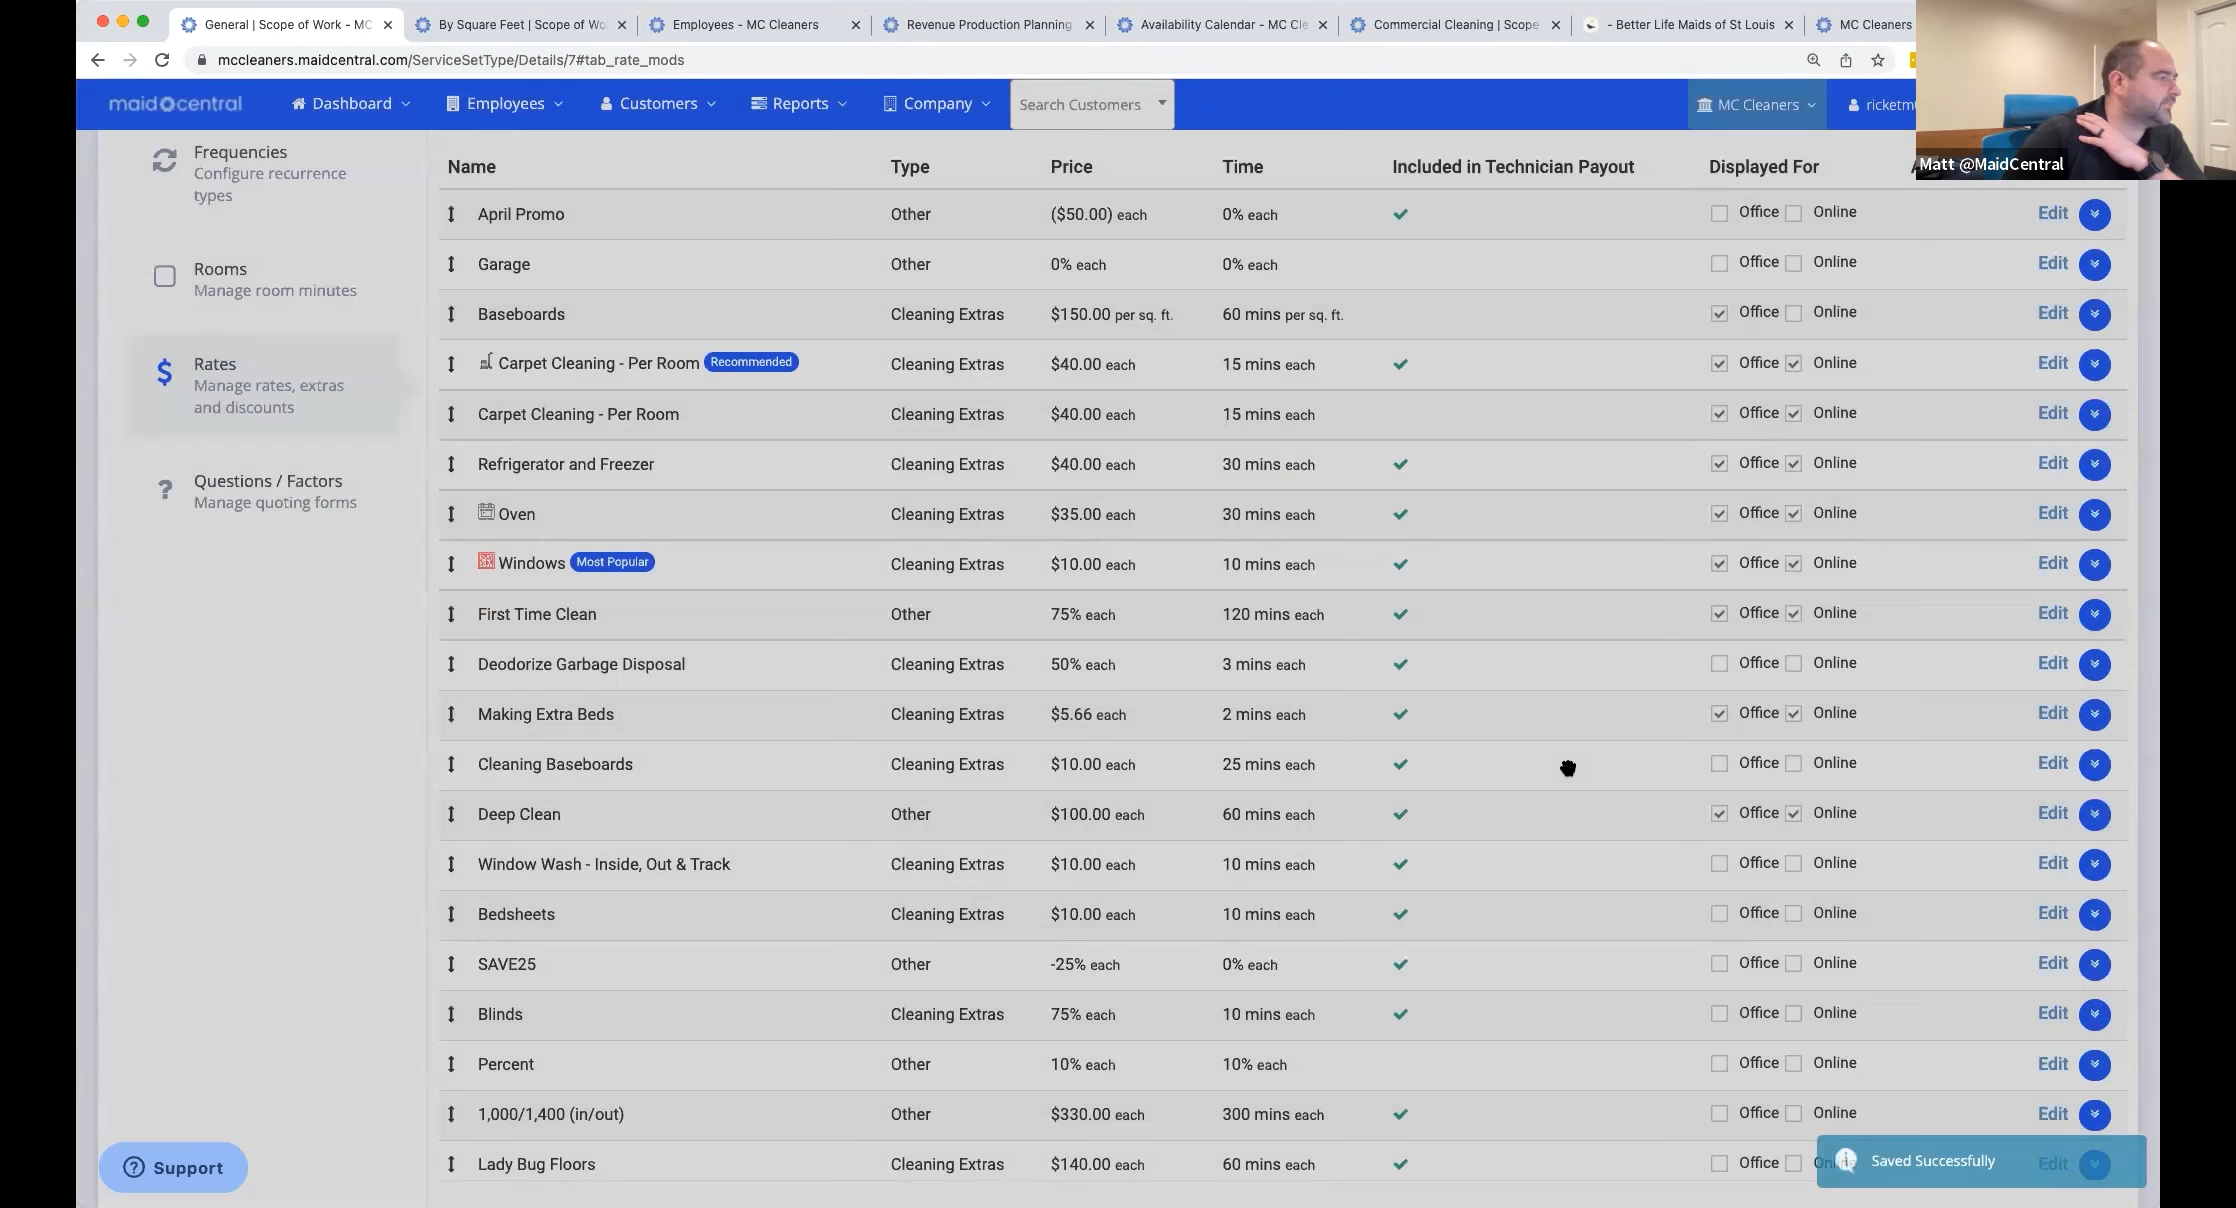 General | Scope of Work - MC
By Square Feet | Scope of Wo
Employees - MC Cleaners
Revenue Production Planning
Availability Calendar - MC Cle
Commercial Cleaning | Scope
- Better Life Maids of St Louis
MC Cleaners
mccleaners.maidcentral.com/ServiceSetType/Details/7#tab_rate_mods
maid central
Dashboard
Employees
Customers
Reports
Company
Search Customers
MC Cleaners
Matt @MaidCentral
Frequencies
Configure recurrence
types
Rooms
Manage room minutes
Rates
Manage rates, extras
and discounts
Questions / Factors
Manage quoting forms
Name Type Price Time Included in Technician Payout Displayed For
April Promo Other ($50.00) each 0% each Office Online Edit
Garage Other 0% each 0% each Office Online Edit
Baseboards Cleaning Extras $150.00 per sq. ft. 60 mins per sq. ft. Office Online Edit
Carpet Cleaning - Per Room Recommended Cleaning Extras $40.00 each 15 mins each Office Online Edit
Carpet Cleaning - Per Room Cleaning Extras $40.00 each 15 mins each Office Online Edit
Refrigerator and Freezer Cleaning Extras $40.00 each 30 mins each Office Online Edit
Oven Cleaning Extras $35.00 each 30 mins each Office Online Edit
Windows Most Popular Cleaning Extras $10.00 each 10 mins each Office Online Edit
First Time Clean Other 75% each 120 mins each Office Online Edit
Deodorize Garbage Disposal Cleaning Extras 50% each 3 mins each Office Online Edit
Making Extra Beds Cleaning Extras $5.66 each 2 mins each Office Online Edit
Cleaning Baseboards Cleaning Extras $10.00 each 25 mins each Office Online Edit
Deep Clean Other $100.00 each 60 mins each Office Online Edit
Window Wash - Inside, Out & Track Cleaning Extras $10.00 each 10 mins each Office Online Edit
Bedsheets Cleaning Extras $10.00 each 10 mins each Office Online Edit
SAVE25 Other -25% each 0% each Office Online Edit
Blinds Cleaning Extras 75% each 10 mins each Office Online Edit
Percent Other 10% each 10% each Office Online Edit
1,000/1,400 (in/out) Other $330.00 each 300 mins each Office Online Edit
Lady Bug Floors Cleaning Extras $140.00 each 60 mins each Office Edit
Saved Successfully
Support